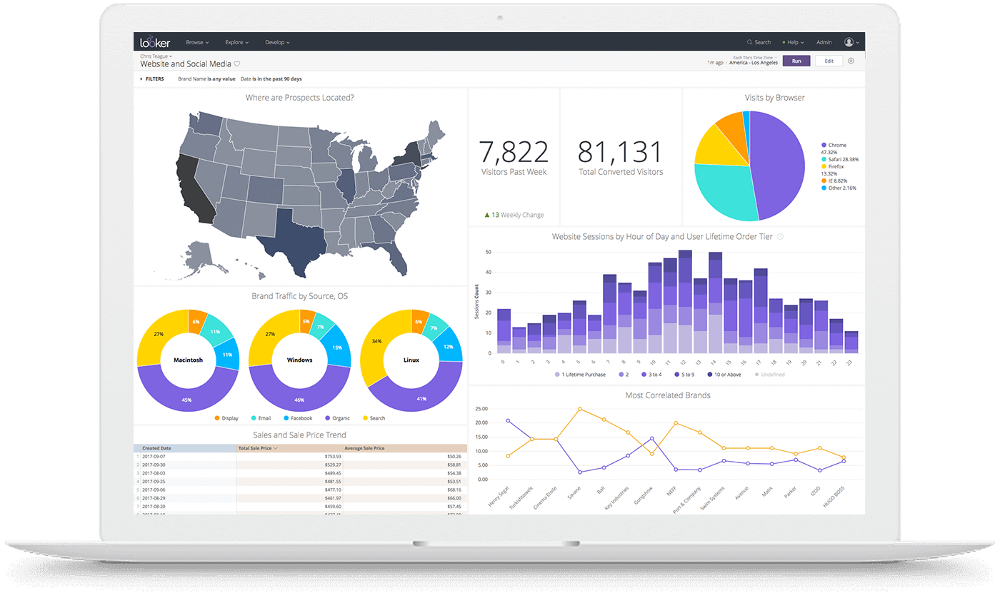 looker
Browse
Explore
Develop
Search
Help
Admin
Chris Teague
Website and Social Media
Each Tile's Time Zone
1m ago · America - Los Angeles
Run
Edit
FILTERS
Brand Name is any value
Date is in the past 90 days
Where are Prospects Located?
7,822
Visitors Past Week
▲ 13 Weekly Change
81,131
Total Converted Visitors
Visits by Browser
Chrome
47.32%
Safari 28.38%
Firefox
13.32%
IE 8.82%
Other 2.16%
Website Sessions by Hour of Day and User Lifetime Order Tier
Sessions Count
50
40
30
20
10
0
0 1 2 3 4 5 6 7 8 9 10 11 12 13 14 15 16 17 18 19 20 21 22 23
1 Lifetime Purchase
2
3 to 4
5 to 9
10 or Above
Undefined
Brand Traffic by Source, OS
27%
6%
11%
11%
45%
Macintosh
27%
5%
7%
15%
46%
Windows
34%
6%
7%
12%
41%
Linux
Display
Email
Facebook
Organic
Search
Most Correlated Brands
25.00
20.00
15.00
10.00
5.00
0.00
Henry Segal
Turkishtowels
Cinema Etoile
Savane
Bali
Key Industries
Gongshow
NEFF
Port & Company
Swim Systems
Avenue
Matix
Parker
IZOD
HUGO BOSS
Sales and Sale Price Trend
Created Date Total Sale Price Average Sale Price
1 2017-09-07 $753.93 $50.26
2 2017-09-30 $529.27 $58.81
3 2017-08-03 $489.45 $54.38
4 2017-09-25 $481.55 $53.51
5 2017-09-06 $477.10 $68.16
6 2017-08-29 $461.97 $66.00
7 2017-08-20 $459.60 $57.45